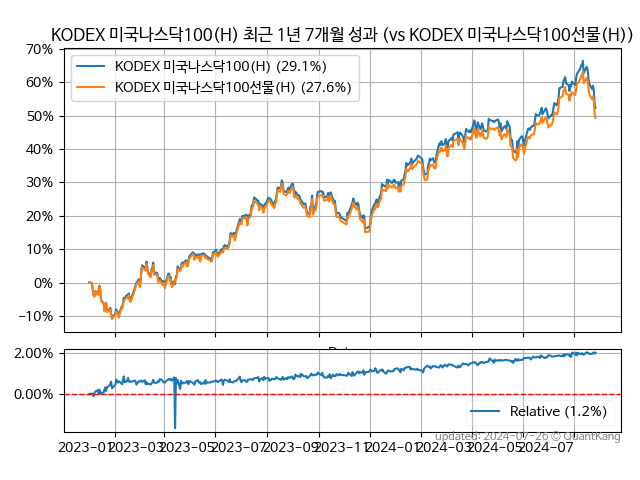 KODEX 미국나스닥100(H) 최근 1년 7개월 성과 (vs KODEX 미국나스닥100선물(H))
70%
KODEX 미국나스닥100(H) (29.1%)
KODEX 미국나스닥100선물(H) (27.6%)
60%
50%
40%
30%
20%
10%
0%
−10%
2.00%
0.00%
Relative (1.2%)
updated: 2024-07-26 © QuantKang
2023-01 2023-03 2023-05 2023-07 2023-09 2023-11 2024-01 2024-03 2024-05 2024-07